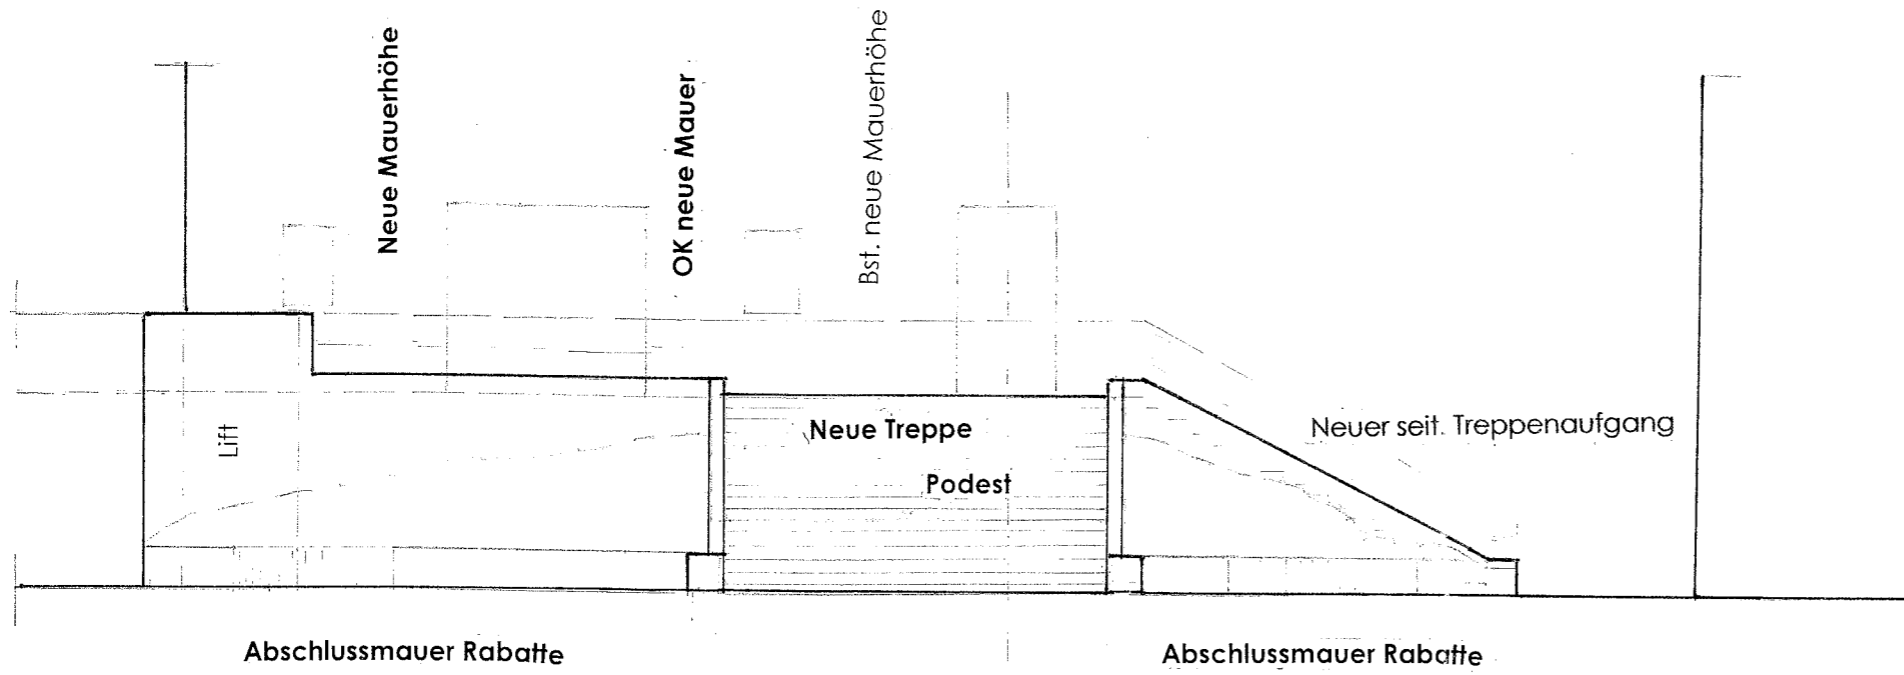 Neue Mauerhöhe
OK neue Mauer
Bst. neue Mauerhöhe
Lift
Neue Treppe
Podest
Neuer seit. Treppenaufgang
Abschlussmauer Rabatte
Abschlussmauer Rabatte